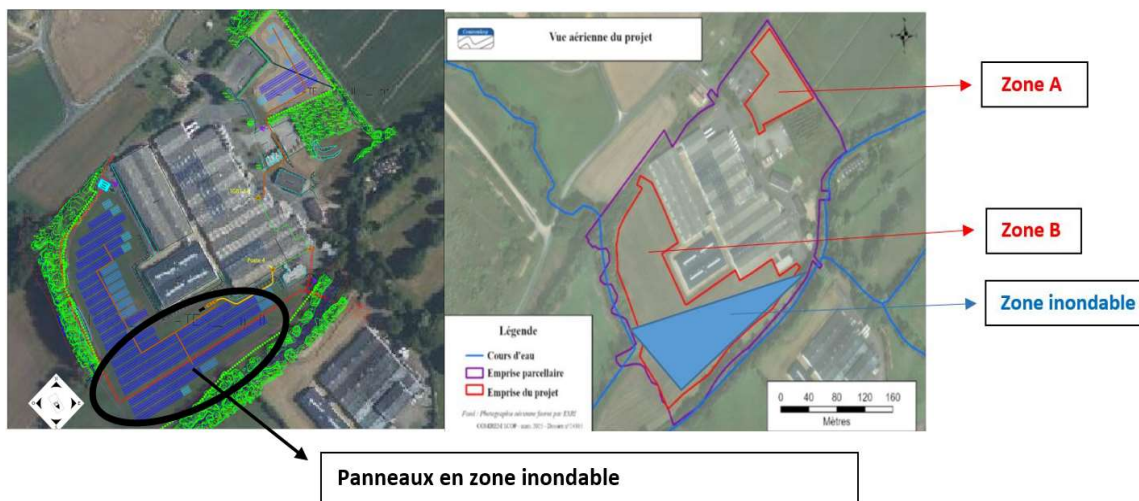 Vue aérienne du projet
Zone A
Zone B
Zone inondable
Légende
Cours d'eau
Emprise parcellaire
Emprise du projet
0 40 80 120 160
Mètres
Panneaux en zone inondable